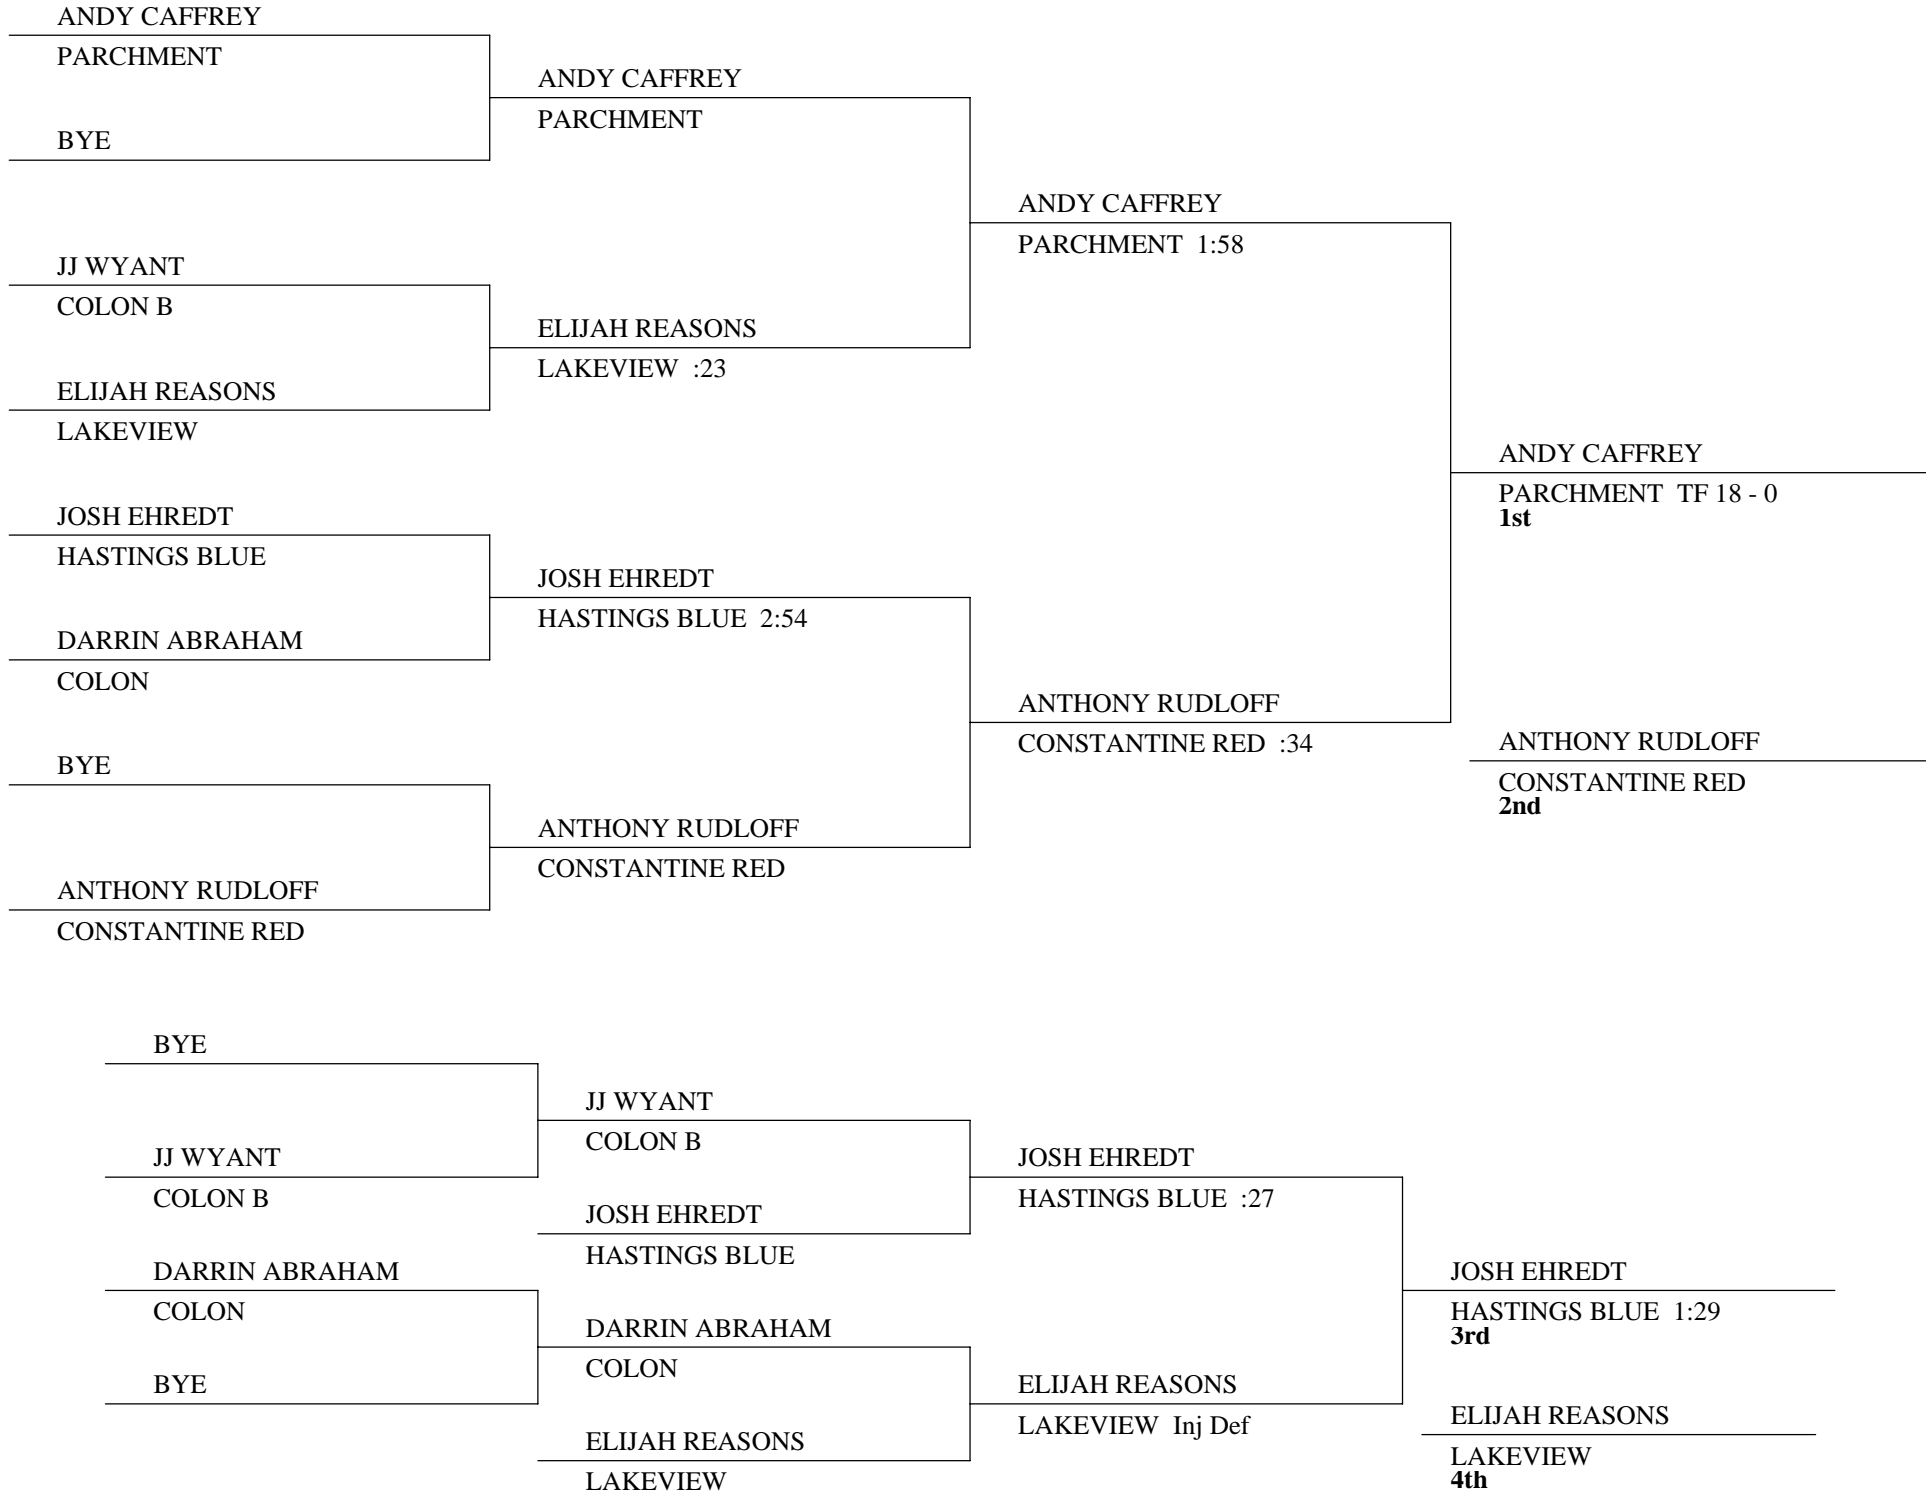 ANDY CAFFREY
PARCHMENT
BYE
JJ WYANT
COLON B
ELIJAH REASONS
LAKEVIEW
JOSH EHREDT
HASTINGS BLUE
DARRIN ABRAHAM
COLON
BYE
ANTHONY RUDLOFF
CONSTANTINE RED
ANDY CAFFREY
PARCHMENT
ELIJAH REASONS
LAKEVIEW :23
JOSH EHREDT
HASTINGS BLUE 2:54
ANTHONY RUDLOFF
CONSTANTINE RED
ANDY CAFFREY
PARCHMENT 1:58
ANTHONY RUDLOFF
CONSTANTINE RED :34
ANDY CAFFREY
PARCHMENT TF 18 - 0
1st
ANTHONY RUDLOFF
CONSTANTINE RED
2nd
BYE
JJ WYANT
COLON B
DARRIN ABRAHAM
COLON
BYE
JJ WYANT
COLON B
JOSH EHREDT
HASTINGS BLUE
DARRIN ABRAHAM
COLON
ELIJAH REASONS
LAKEVIEW
JOSH EHREDT
HASTINGS BLUE :27
ELIJAH REASONS
LAKEVIEW Inj Def
JOSH EHREDT
HASTINGS BLUE 1:29
3rd
ELIJAH REASONS
LAKEVIEW
4th